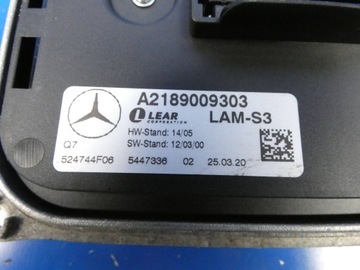 A2189009303
LEAR
CORPORATION
LAM-S3
HW-Stand: 14/05
Q7
SW-Stand: 12/03/00
524744F06 5447336 02 25.03.20